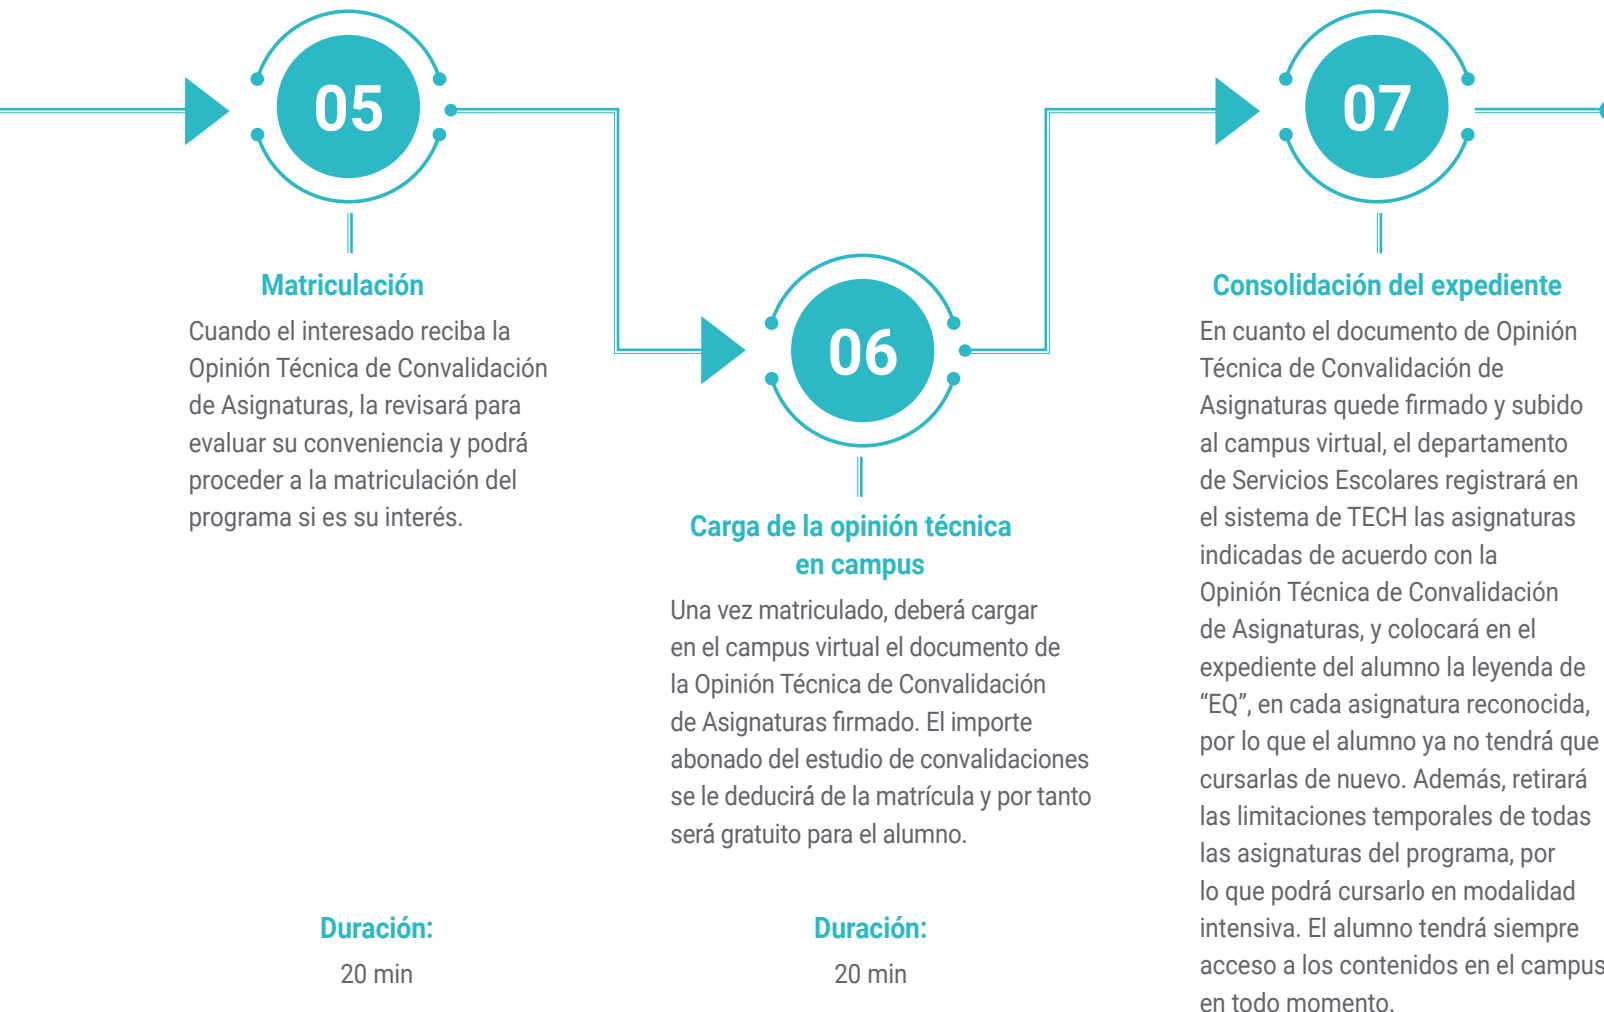 05
Matriculación
Cuando el interesado reciba la
Opinión Técnica de Convalidación
de Asignaturas, la revisará para
evaluar su conveniencia y podrá
proceder a la matriculación del
programa si es su interés.
Duración:
20 min
06
Carga de la opinión técnica
en campus
Una vez matriculado, deberá cargar
en el campus virtual el documento de
la Opinión Técnica de Convalidación
de Asignaturas firmado. El importe
abonado del estudio de convalidaciones
se le deducirá de la matrícula y por tanto
será gratuito para el alumno.
Duración:
20 min
07
Consolidación del expediente
En cuanto el documento de Opinión
Técnica de Convalidación de
Asignaturas quede firmado y subido
al campus virtual, el departamento
de Servicios Escolares registrará en
el sistema de TECH las asignaturas
indicadas de acuerdo con la
Opinión Técnica de Convalidación
de Asignaturas, y colocará en el
expediente del alumno la leyenda de
“EQ”, en cada asignatura reconocida,
por lo que el alumno ya no tendrá que
cursarlas de nuevo. Además, retirará
las limitaciones temporales de todas
las asignaturas del programa, por
lo que podrá cursarlo en modalidad
intensiva. El alumno tendrá siempre
acceso a los contenidos en el campus
en todo momento.